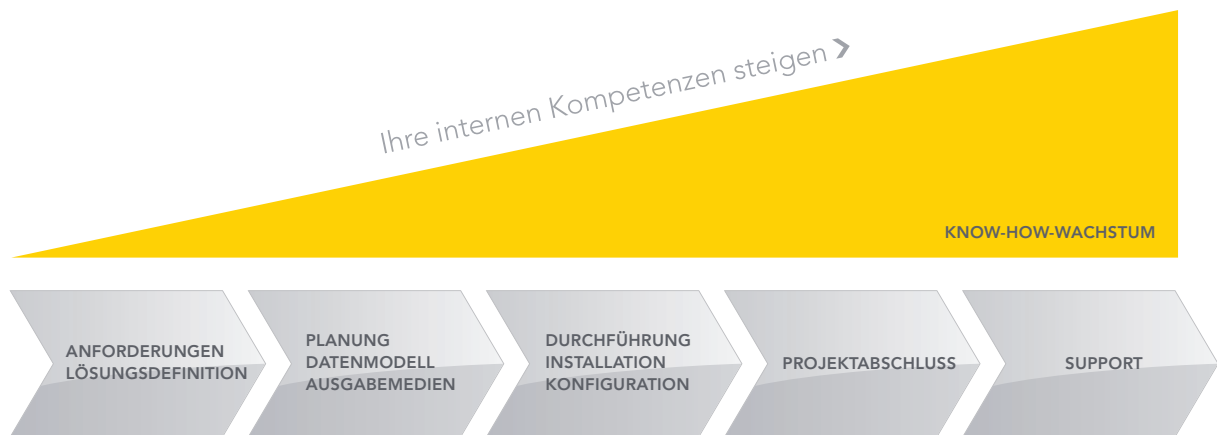 Ihre internen Kompetenzen steigen
KNOW-HOW-WACHSTUM
ANFORDERUNGEN
LÖSUNGSDEFINITION
PLANUNG
DATENMODELL
AUSGABEMEDIEN
DURCHFÜHRUNG
INSTALLATION
KONFIGURATION
PROJEKTABSCHLUSS
SUPPORT